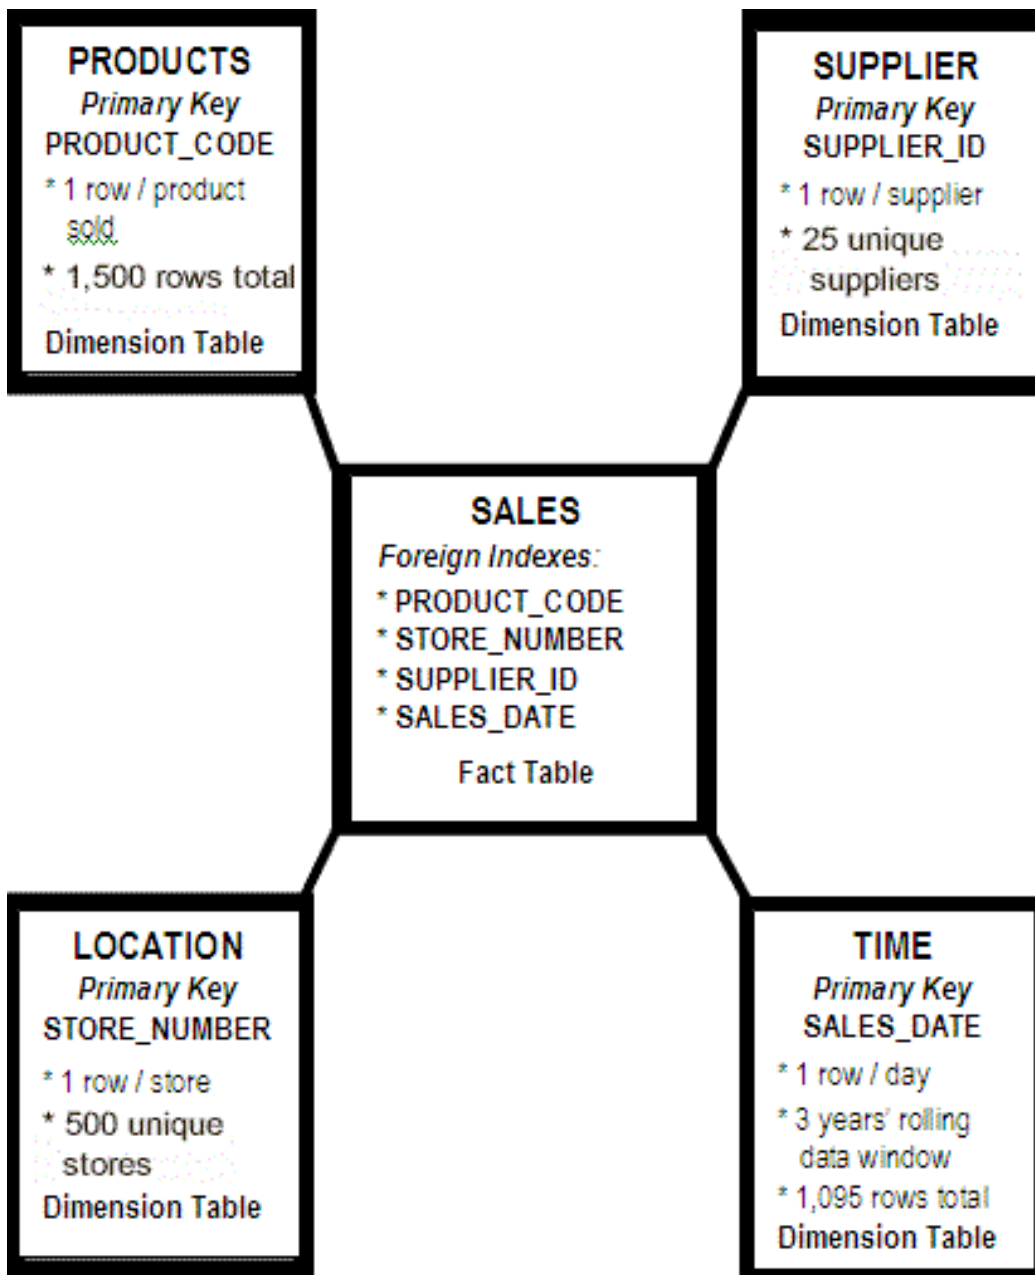 PRODUCTS
Primary Key
PRODUCT_CODE
* 1 row / product
sold
* 1,500 rows total
Dimension Table
SUPPLIER
Primary Key
SUPPLIER_ID
* 1 row / supplier
* 25 unique
suppliers
Dimension Table
SALES
Foreign Indexes:
* PRODUCT_CODE
* STORE_NUMBER
* SUPPLIER_ID
* SALES_DATE
Fact Table
LOCATION
Primary Key
STORE_NUMBER
* 1 row / store
* 500 unique
stores
Dimension Table
TIME
Primary Key
SALES_DATE
* 1 row / day
* 3 years' rolling
data window
* 1,095 rows total
Dimension Table